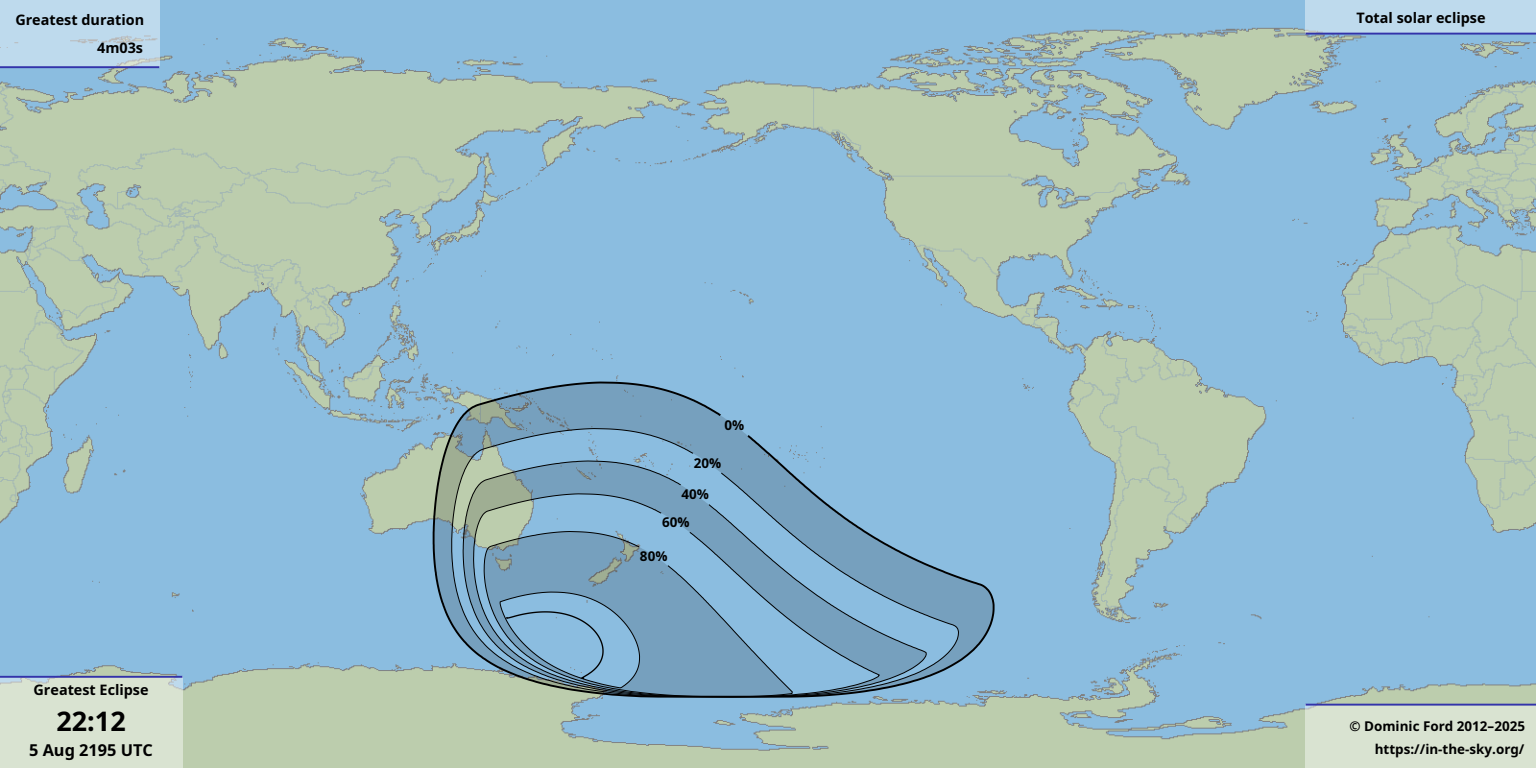 Greatest duration
4m03s
Total solar eclipse
0%
20%
40%
60%
80%
Greatest Eclipse
22:12
5 Aug 2195 UTC
© Dominic Ford 2012–2025
https://in-the-sky.org/